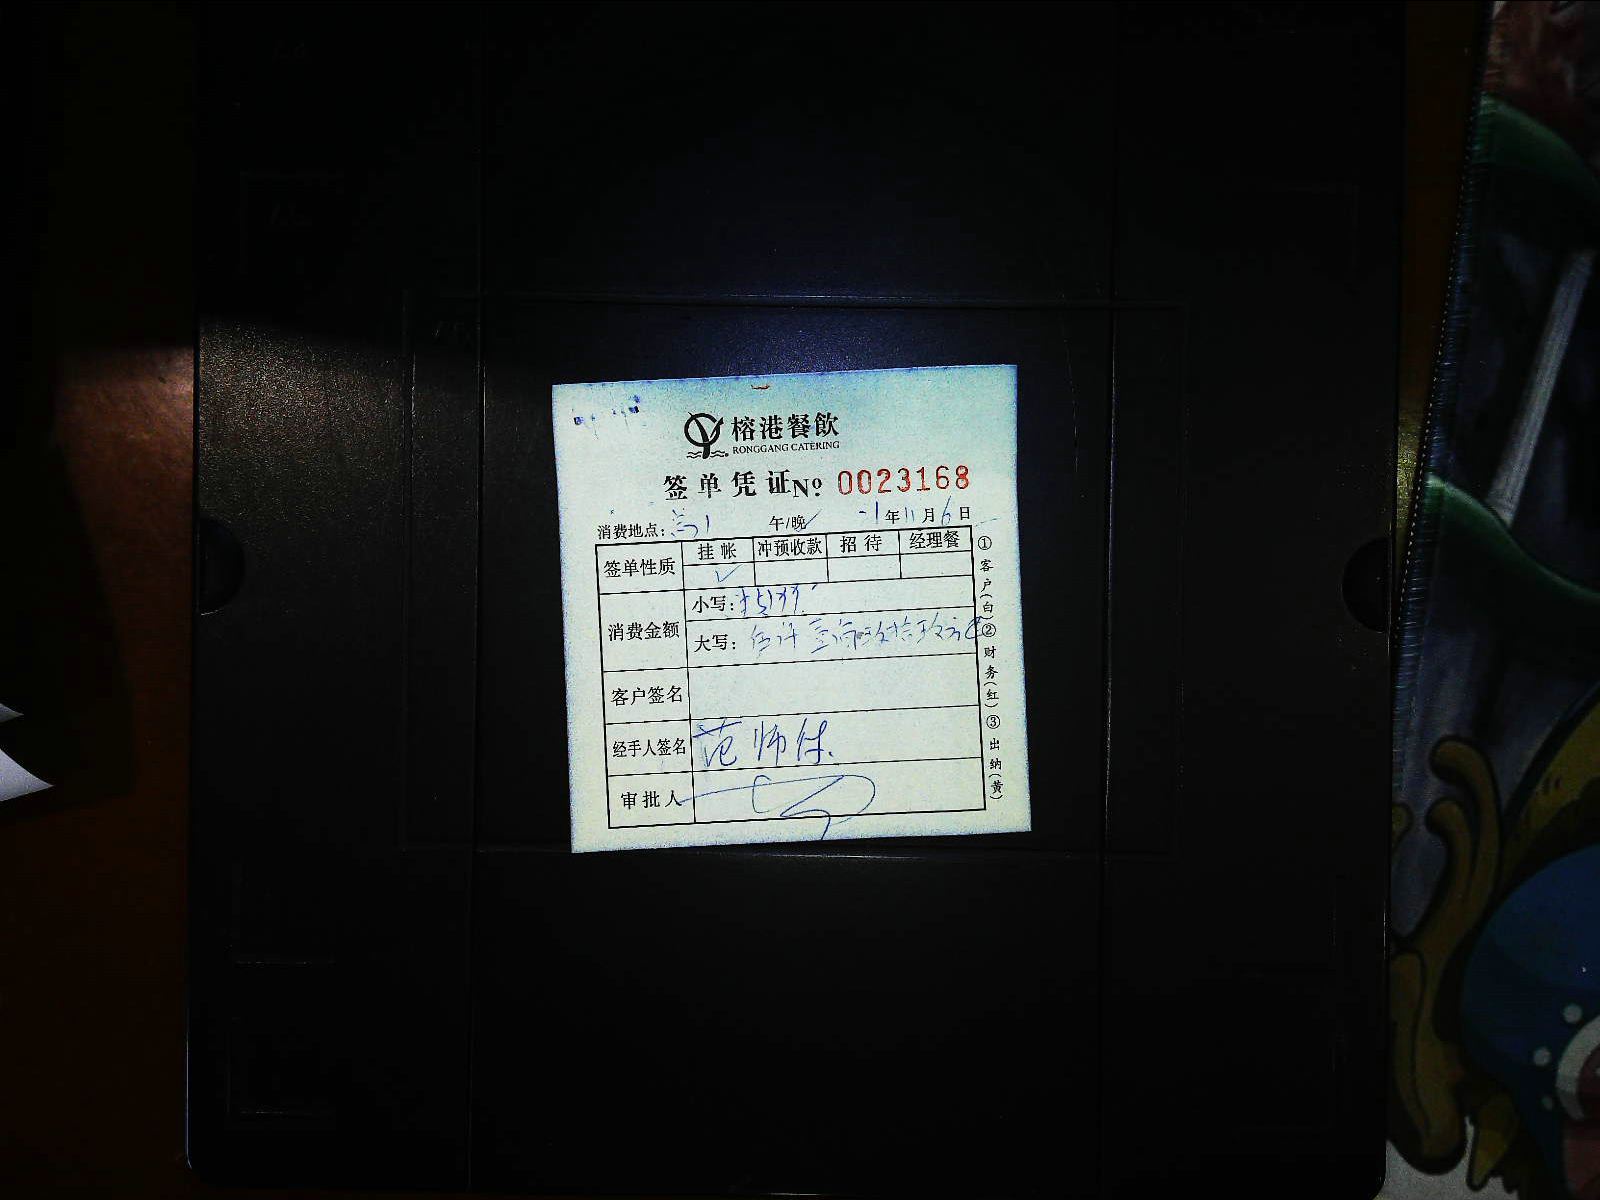 榕港餐飲
RONGGANG CATERING
签单凭证 Nº 0023168
消费地点: 午/晚✓ 年11月6日
签单性质 挂帐 冲预收款 招待 经理餐
✓
消费金额
小写:
大写:
客户签名
经手人签名 范师傅
审批人
①客户(白)②财务(红)③出纳(黄)